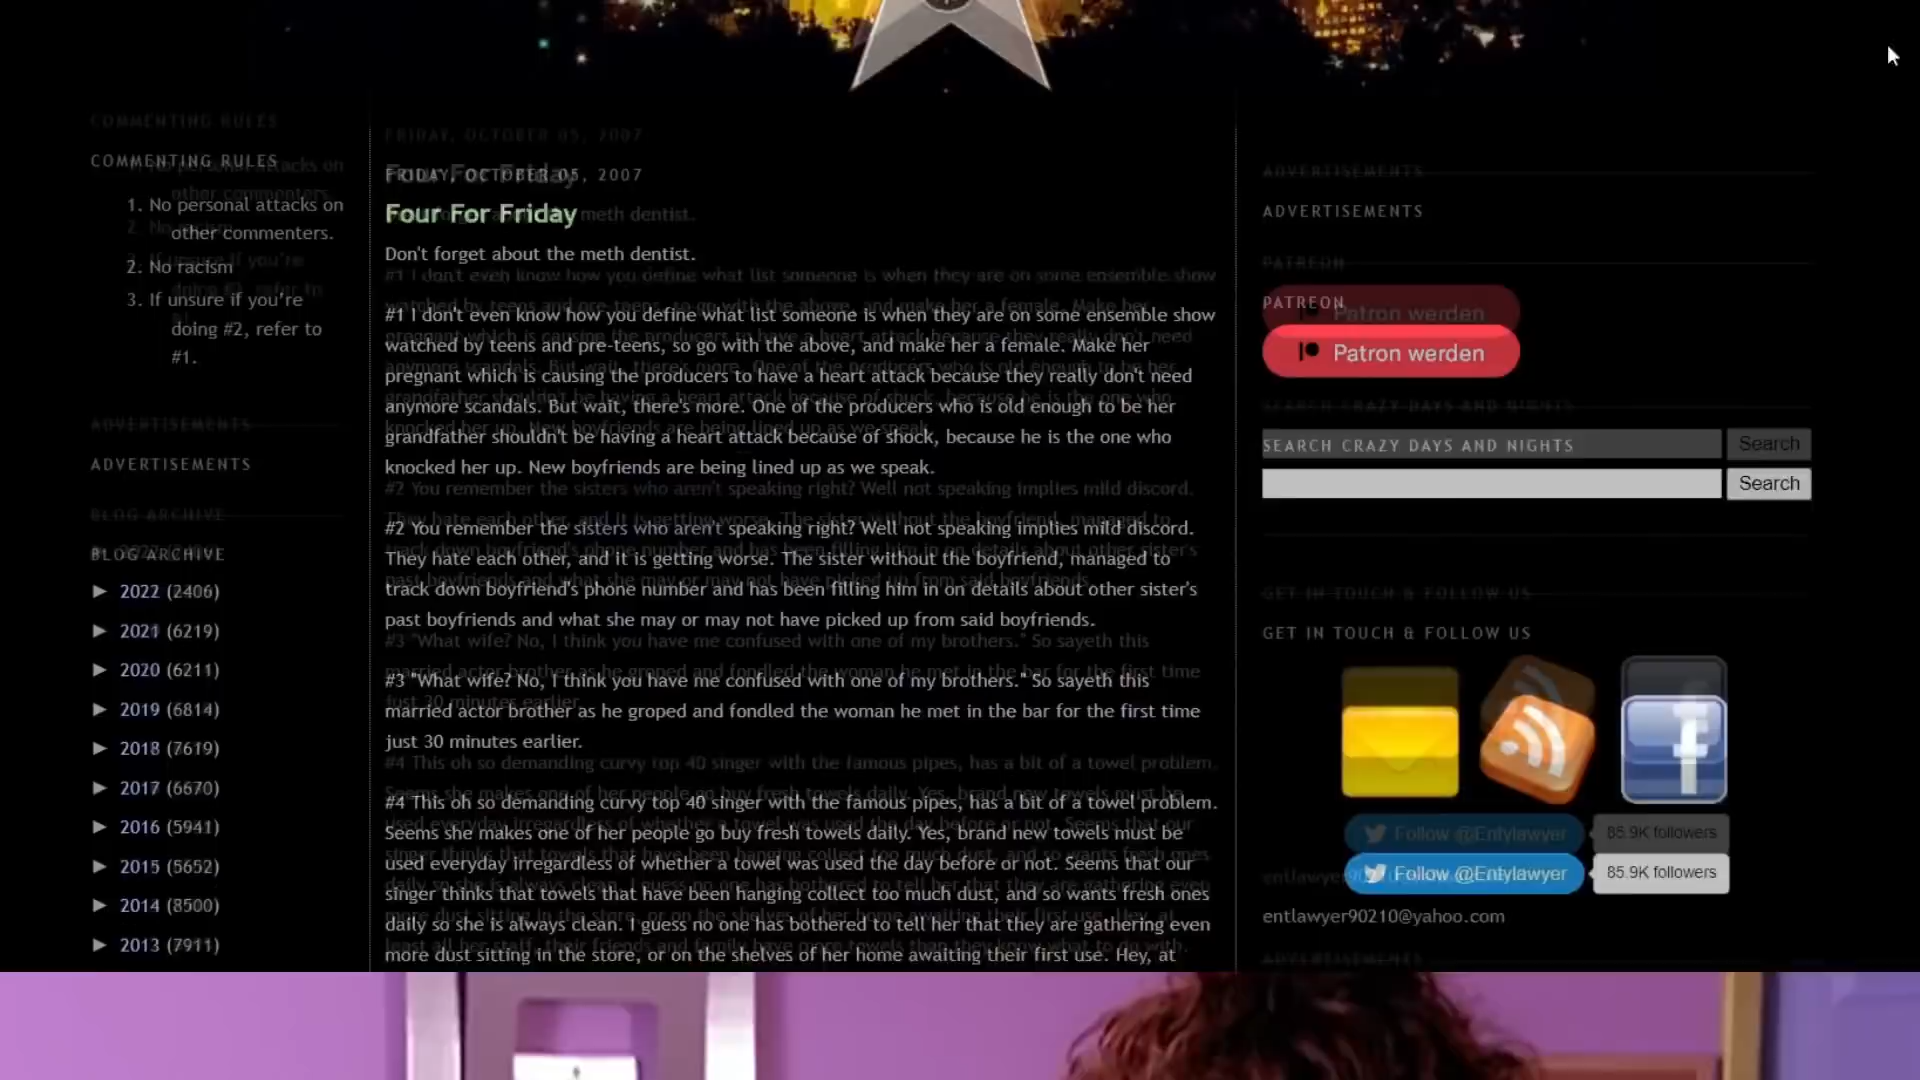 COMMENTING RULES
1. No personal attacks on
other commenters.
2. No racism
3. If unsure if you're
doing #2, refer to
#1.
ADVERTISEMENTS
BLOG ARCHIVE
► 2022 (2406)
► 2021 (6219)
► 2020 (6211)
► 2019 (6814)
► 2018 (7619)
► 2017 (6670)
► 2016 (5941)
► 2015 (5652)
► 2014 (8500)
► 2013 (7911)
FRIDAY, OCTOBER 05, 2007
Four For Friday
Don't forget about the meth dentist.
#1 I don't even know how you define what list someone is when they are on some ensemble show
watched by teens and pre-teens, so go with the above, and make her a female. Make her
pregnant which is causing the producers to have a heart attack because they really don't need
anymore scandals. But wait, there's more. One of the producers who is old enough to be her
grandfather shouldn't be having a heart attack because of shock, because he is the one who
knocked her up. New boyfriends are being lined up as we speak.
#2 You remember the sisters who aren't speaking right? Well not speaking implies mild discord.
They hate each other, and it is getting worse. The sister without the boyfriend, managed to
track down boyfriend's phone number and has been filling him in on details about other sister's
past boyfriends and what she may or may not have picked up from said boyfriends.
#3 "What wife? No, I think you have me confused with one of my brothers." So sayeth this
married actor brother as he groped and fondled the woman he met in the bar for the first time
just 30 minutes earlier.
#4 This oh so demanding curvy top 40 singer with the famous pipes, has a bit of a towel problem.
Seems she makes one of her people go buy fresh towels daily. Yes, brand new towels must be
used everyday irregardless of whether a towel was used the day before or not. Seems that our
singer thinks that towels that have been hanging collect too much dust, and so wants fresh ones
daily so she is always clean. I guess no one has bothered to tell her that they are gathering even
more dust sitting in the store, or on the shelves of her home awaiting their first use. Hey, at
ADVERTISEMENTS
PATREON
Patron werden
SEARCH CRAZY DAYS AND NIGHTS
Search
GET IN TOUCH & FOLLOW US
Follow @Entylawyer
85.9K followers
entlawyer90210@yahoo.com